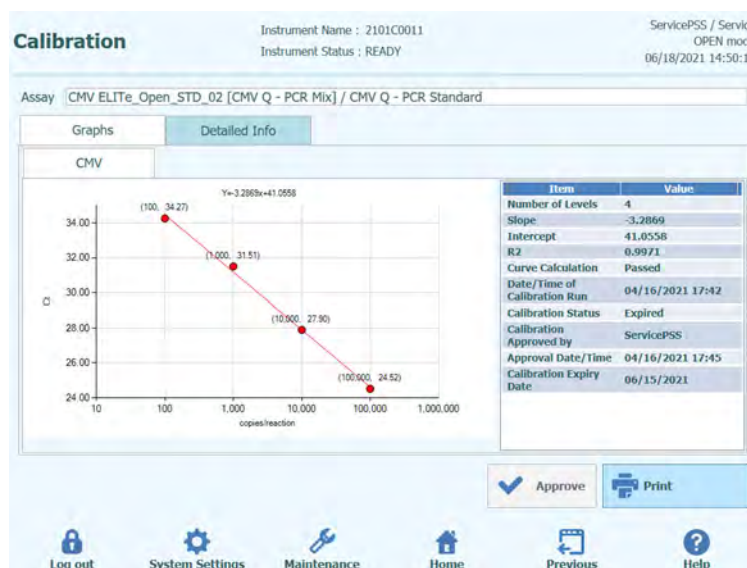 Calibration
Instrument Name : 2101C0011
Instrument Status : READY
ServicePSS / Servic
OPEN mod
06/18/2021 14:50:1
Assay CMV ELITe_Open_STD_02 [CMV Q - PCR Mix] / CMV Q - PCR Standard
Graphs Detailed Info
CMV
Y=-3.2869x+41.0558
(100, 34.27)
(1,000, 31.51)
(10,000, 27.90)
(100,000, 24.52)
34.00
32.00
30.00
28.00
26.00
24.00
Ct
10 100 1,000 10,000 100,000 1,000,000
copies/reaction
Item Value
Number of Levels 4
Slope -3.2869
Intercept 41.0558
R2 0.9971
Curve Calculation Passed
Date/Time of
Calibration Run 04/16/2021 17:42
Calibration Status Expired
Calibration
Approved by ServicePSS
Approval Date/Time 04/16/2021 17:45
Calibration Expiry
Date 06/15/2021
Approve Print
Log out System Settings Maintenance Home Previous Help